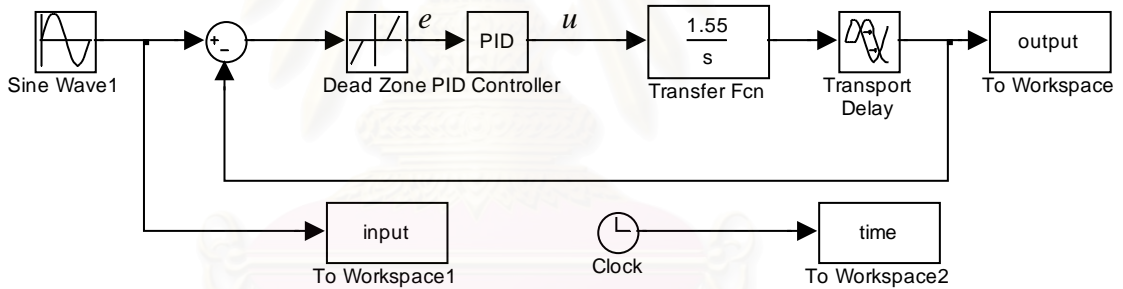 e
u
PID
1.55
s
output
Sine Wave1
Dead Zone
PID Controller
Transfer Fcn
Transport
Delay
To Workspace
input
time
To Workspace1
Clock
To Workspace2